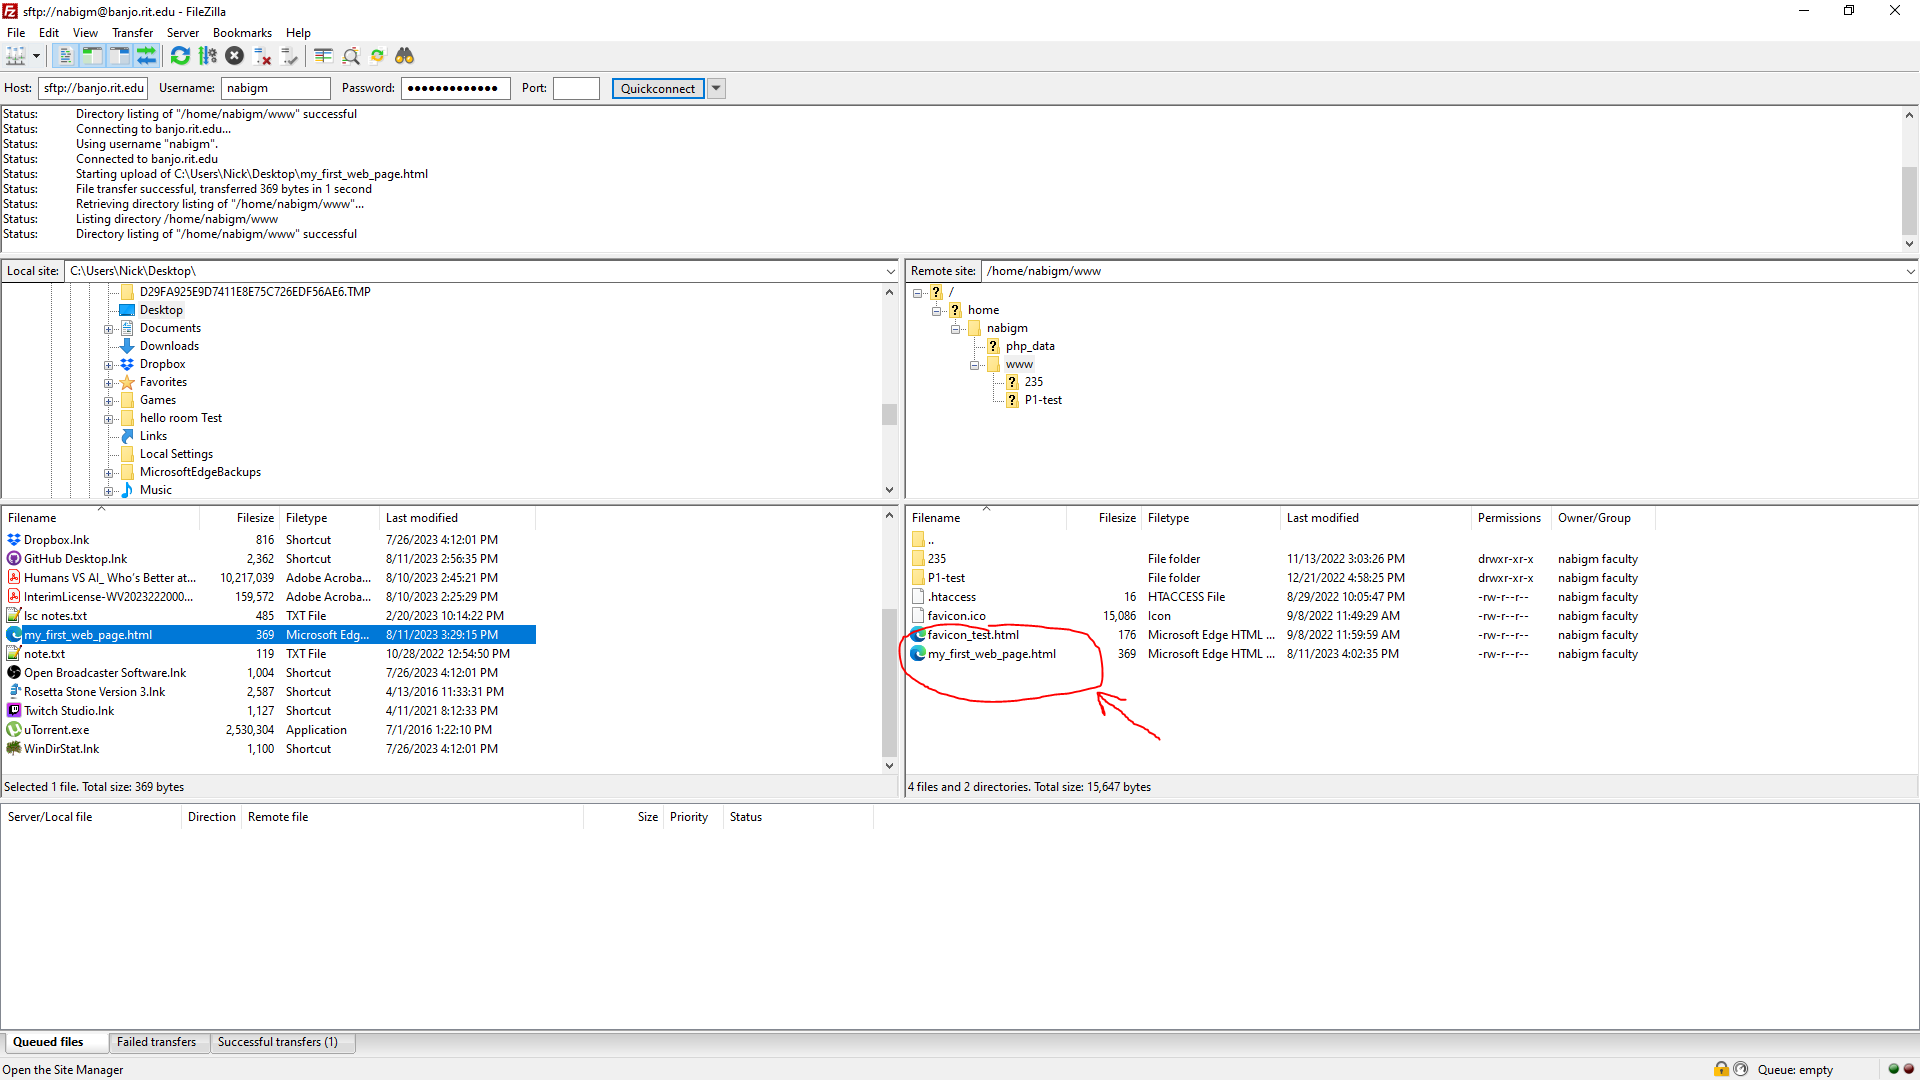 sftp://nabigm@banjo.rit.edu - FileZilla
File Edit View Transfer Server Bookmarks Help
Host: sftp://banjo.rit.edu Username: nabigm Password: ●●●●●●●●●●●●● Port: Quickconnect
Status: Directory listing of "/home/nabigm/www" successful
Status: Connecting to banjo.rit.edu...
Status: Using username "nabigm".
Status: Connected to banjo.rit.edu
Status: Starting upload of C:\Users\Nick\Desktop\my_first_web_page.html
Status: File transfer successful, transferred 369 bytes in 1 second
Status: Retrieving directory listing of "/home/nabigm/www"...
Status: Listing directory /home/nabigm/www
Status: Directory listing of "/home/nabigm/www" successful
Local site: C:\Users\Nick\Desktop\
D29FA925E9D7411E8E75C726EDF56AE6.TMP
Desktop
Documents
Downloads
Dropbox
Favorites
Games
hello room Test
Links
Local Settings
MicrosoftEdgeBackups
Music
Remote site: /home/nabigm/www
/
home
nabigm
php_data
www
235
P1-test
Filename Filesize Filetype Last modified
Dropbox.lnk 816 Shortcut 7/26/2023 4:12:01 PM
GitHub Desktop.lnk 2,362 Shortcut 8/11/2023 2:56:35 PM
Humans VS AI_ Who's Better at... 10,217,039 Adobe Acroba... 8/10/2023 2:45:21 PM
InterimLicense-WV2023222000... 159,572 Adobe Acroba... 8/10/2023 2:25:29 PM
lsc notes.txt 485 TXT File 2/20/2023 10:14:22 PM
my_first_web_page.html 369 Microsoft Edg... 8/11/2023 3:29:15 PM
note.txt 119 TXT File 10/28/2022 12:54:50 PM
Open Broadcaster Software.lnk 1,004 Shortcut 7/26/2023 4:12:01 PM
Rosetta Stone Version 3.lnk 2,587 Shortcut 4/13/2016 11:33:31 PM
Twitch Studio.lnk 1,127 Shortcut 4/11/2021 8:12:33 PM
uTorrent.exe 2,530,304 Application 7/1/2016 1:22:10 PM
WinDirStat.lnk 1,100 Shortcut 7/26/2023 4:12:01 PM
Selected 1 file. Total size: 369 bytes
Filename Filesize Filetype Last modified Permissions Owner/Group
..
235 File folder 11/13/2022 3:03:26 PM drwxr-xr-x nabigm faculty
P1-test File folder 12/21/2022 4:58:25 PM drwxr-xr-x nabigm faculty
.htaccess 16 HTACCESS File 8/29/2022 10:05:47 PM -rw-r--r-- nabigm faculty
favicon.ico 15,086 Icon 9/8/2022 11:49:29 AM -rw-r--r-- nabigm faculty
favicon_test.html 176 Microsoft Edge HTML ... 9/8/2022 11:59:59 AM -rw-r--r-- nabigm faculty
my_first_web_page.html 369 Microsoft Edge HTML ... 8/11/2023 4:02:35 PM -rw-r--r-- nabigm faculty
4 files and 2 directories. Total size: 15,647 bytes
Server/Local file Direction Remote file Size Priority Status
Queued files Failed transfers Successful transfers (1)
Open the Site Manager Queue: empty